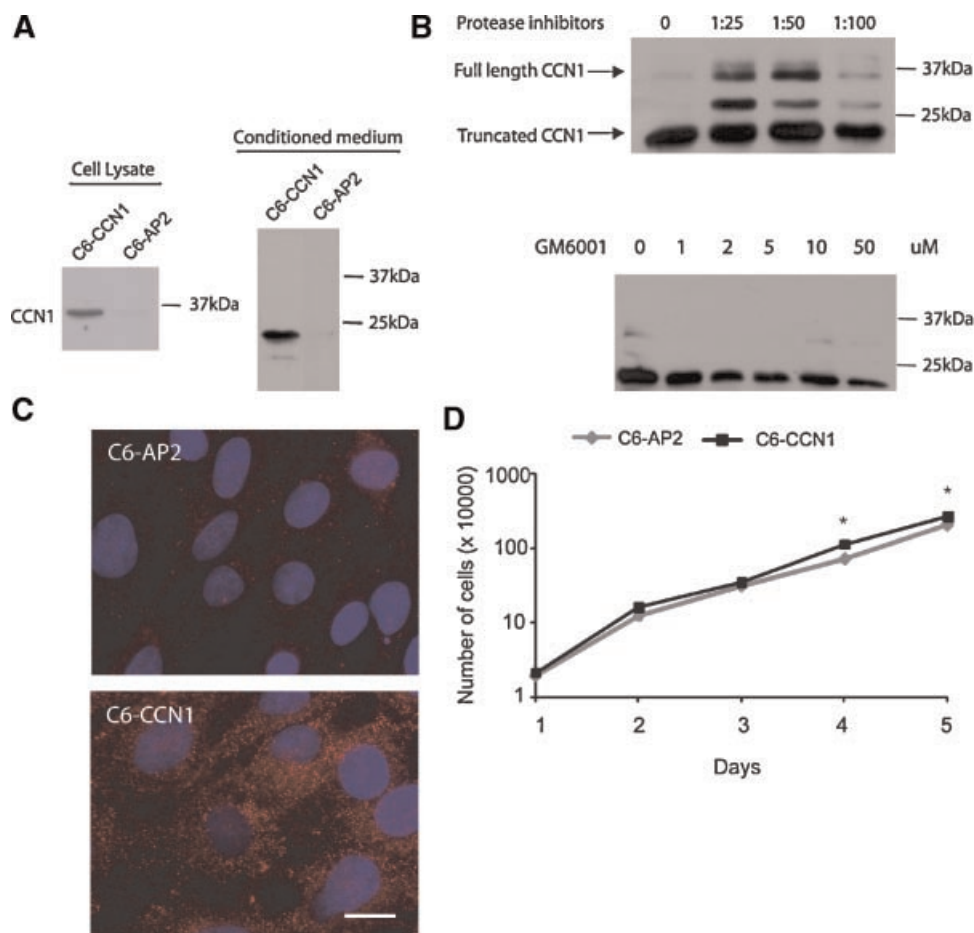 A
Cell Lysate
C6-CCN1
C6-AP2
CCN1
37kDa
Conditioned medium
C6-CCN1
C6-AP2
37kDa
25kDa
B
Protease inhibitors 0 1:25 1:50 1:100
Full length CCN1
37kDa
25kDa
Truncated CCN1
GM6001 0 1 2 5 10 50 uM
37kDa
25kDa
C
C6-AP2
C6-CCN1
D
C6-AP2 C6-CCN1
Number of cells (x 10000)
1000
100
10
1
* *
1 2 3 4 5
Days